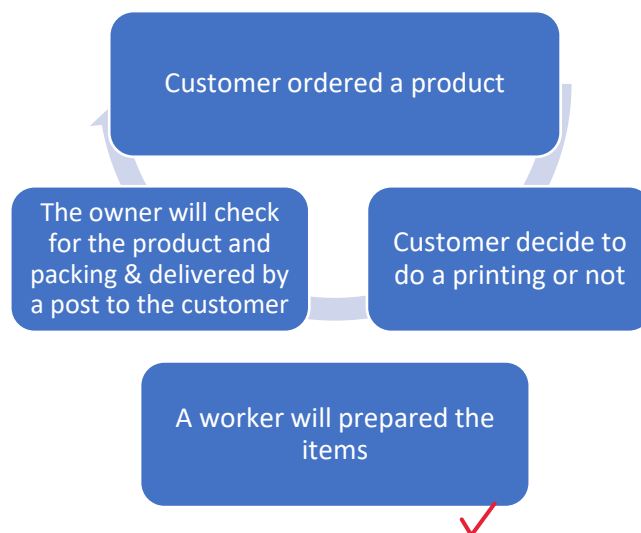 Customer ordered a product
The owner will check
for the product and
packing & delivered by
a post to the customer
Customer decide to
do a printing or not
A worker will prepared the
items